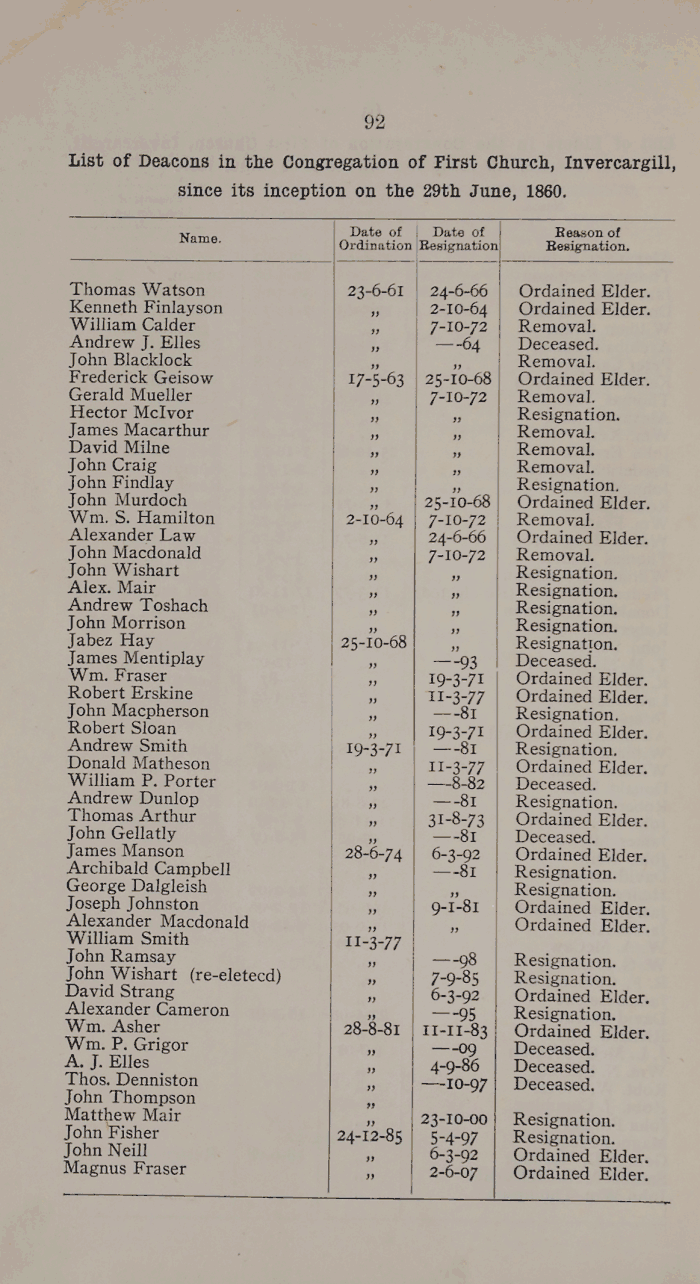 92
List of Deacons in the Congregation of First Church, Invercargill,
since its inception on the 29th June, 1860.
Name. Date of Ordination Date of Resignation Reason of Resignation.
Thomas Watson 23-6-61 24-6-66 Ordained Elder.
Kenneth Finlayson ,, 2-10-64 Ordained Elder.
William Calder ,, 7-10-72 Removal.
Andrew J. Elles ,, —-64 Deceased.
John Blacklock ,, ,, Removal.
Frederick Geisow 17-5-63 25-10-68 Ordained Elder.
Gerald Mueller ,, 7-10-72 Removal.
Hector McIvor ,, ,, Resignation.
James Macarthur ,, ,, Removal.
David Milne ,, ,, Removal.
John Craig ,, ,, Removal.
John Findlay ,, ,, Resignation.
John Murdoch ,, 25-10-68 Ordained Elder.
Wm. S. Hamilton 2-10-64 7-10-72 Removal.
Alexander Law ,, 24-6-66 Ordained Elder.
John Macdonald ,, 7-10-72 Removal.
John Wishart ,, ,, Resignation.
Alex. Mair ,, ,, Resignation.
Andrew Toshach ,, ,, Resignation.
John Morrison ,, ,, Resignation.
Jabez Hay 25-10-68 ,, Resignation.
James Mentiplay ,, —-93 Deceased.
Wm. Fraser ,, 19-3-71 Ordained Elder.
Robert Erskine ,, 11-3-77 Ordained Elder.
John Macpherson ,, —-81 Resignation.
Robert Sloan ,, 19-3-71 Ordained Elder.
Andrew Smith 19-3-71 —-81 Resignation.
Donald Matheson ,, 11-3-77 Ordained Elder.
William P. Porter ,, —-8-82 Deceased.
Andrew Dunlop ,, —-81 Resignation.
Thomas Arthur ,, 31-8-73 Ordained Elder.
John Gellatly ,, —-81 Deceased.
James Manson 28-6-74 6-3-92 Ordained Elder.
Archibald Campbell ,, —-81 Resignation.
George Dalgleish ,, ,, Resignation.
Joseph Johnston ,, 9-1-81 Ordained Elder.
Alexander Macdonald ,, ,, Ordained Elder.
William Smith 11-3-77
John Ramsay ,, —-98 Resignation.
John Wishart (re-eletecd) ,, 7-9-85 Resignation.
David Strang ,, 6-3-92 Ordained Elder.
Alexander Cameron ,, —-95 Resignation.
Wm. Asher 28-8-81 11-11-83 Ordained Elder.
Wm. P. Grigor ,, —-09 Deceased.
A. J. Elles ,, 4-9-86 Deceased.
Thos. Denniston ,, —-10-97 Deceased.
John Thompson ,,
Matthew Mair ,, 23-10-00 Resignation.
John Fisher 24-12-85 5-4-97 Resignation.
John Neill ,, 6-3-92 Ordained Elder.
Magnus Fraser ,, 2-6-07 Ordained Elder.